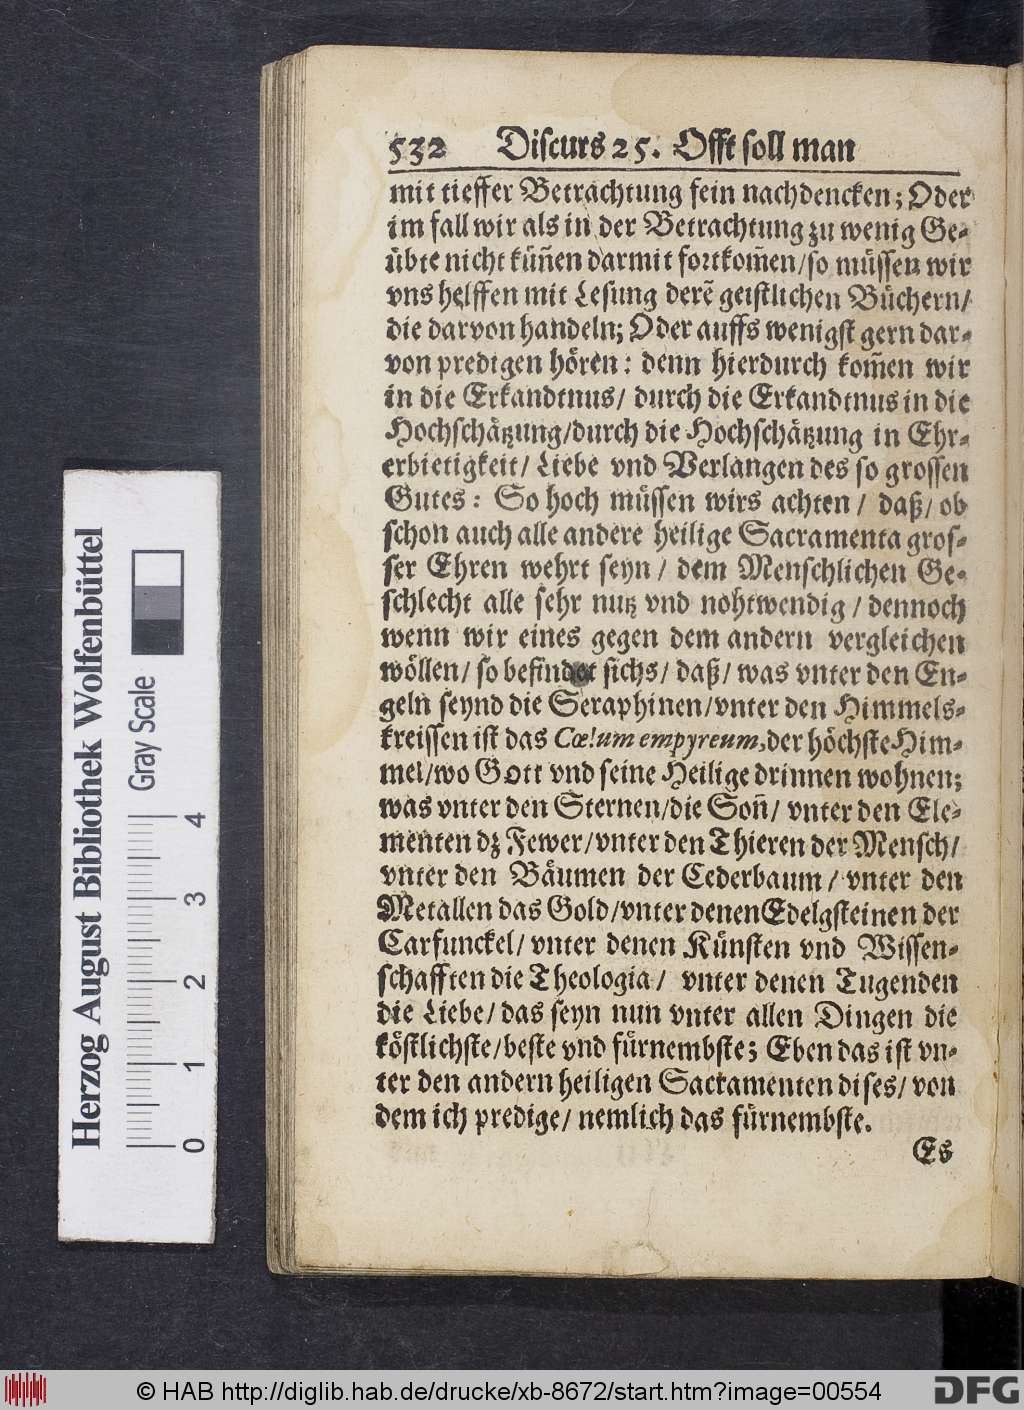 532 Discurs 25. Offt soll man
mit tieffer Betrachtung fein nachdencken; Oder
im fall wir als in der Betrachtung zu wenig Ge-
übte nicht küñen darmit fortkom̃en/so müssen wir
vns helffen mit Lesung derẽ geistlichen Büchern/
die darvon handeln; Oder auffs wenigst gern dar-
von predigen hören: denn hierdurch kom̃en wir
in die Erkandtnus/ durch die Erkandtnus in die
Hochschätzung/durch die Hochschätzung in Ehr-
erbietigkeit/ Liebe vnd Verlangen des so grossen
Gutes: So hoch müssen wirs achten/ daß/ ob
schon auch alle andere heilige Sacramenta gros-
ser Ehren wehrt seyn/ dem Menschlichen Ge-
schlecht alle sehr nutz vnd nohtwendig/ dennoch
wenn wir eines gegen dem andern vergleichen
wöllen/ so befindet sichs/ daß/ was vnter den En-
geln seynd die Seraphinen/vnter den Himmels-
kreissen ist das Cœlum empyreum, der höchste Him-
mel/wo Gott vnd seine Heilige drinnen wohnen;
was vnter den Sternen/die Soñ/ vnter den Ele-
menten dz Fewer/vnter den Thieren der Mensch/
vnter den Bäumen der Cederbaum/ vnter den
Metallen das Gold/vnter denen Edelgsteinen der
Carfunckel/ vnter denen Künsten vnd Wissen-
schafften die Theologia/ vnter denen Tugenden
die Liebe/ das seyn nun vnter allen Dingen die
köstlichste/beste vnd fürnembste; Eben das ist vn-
ter den andern heiligen Sacramenten dises/ von
dem ich predige/ nemlich das fürnembste.
Es
Herzog August Bibliothek Wolfenbüttel
Gray Scale
0 1 2 3 4
© HAB http://diglib.hab.de/drucke/xb-8672/start.htm?image=00554
DFG